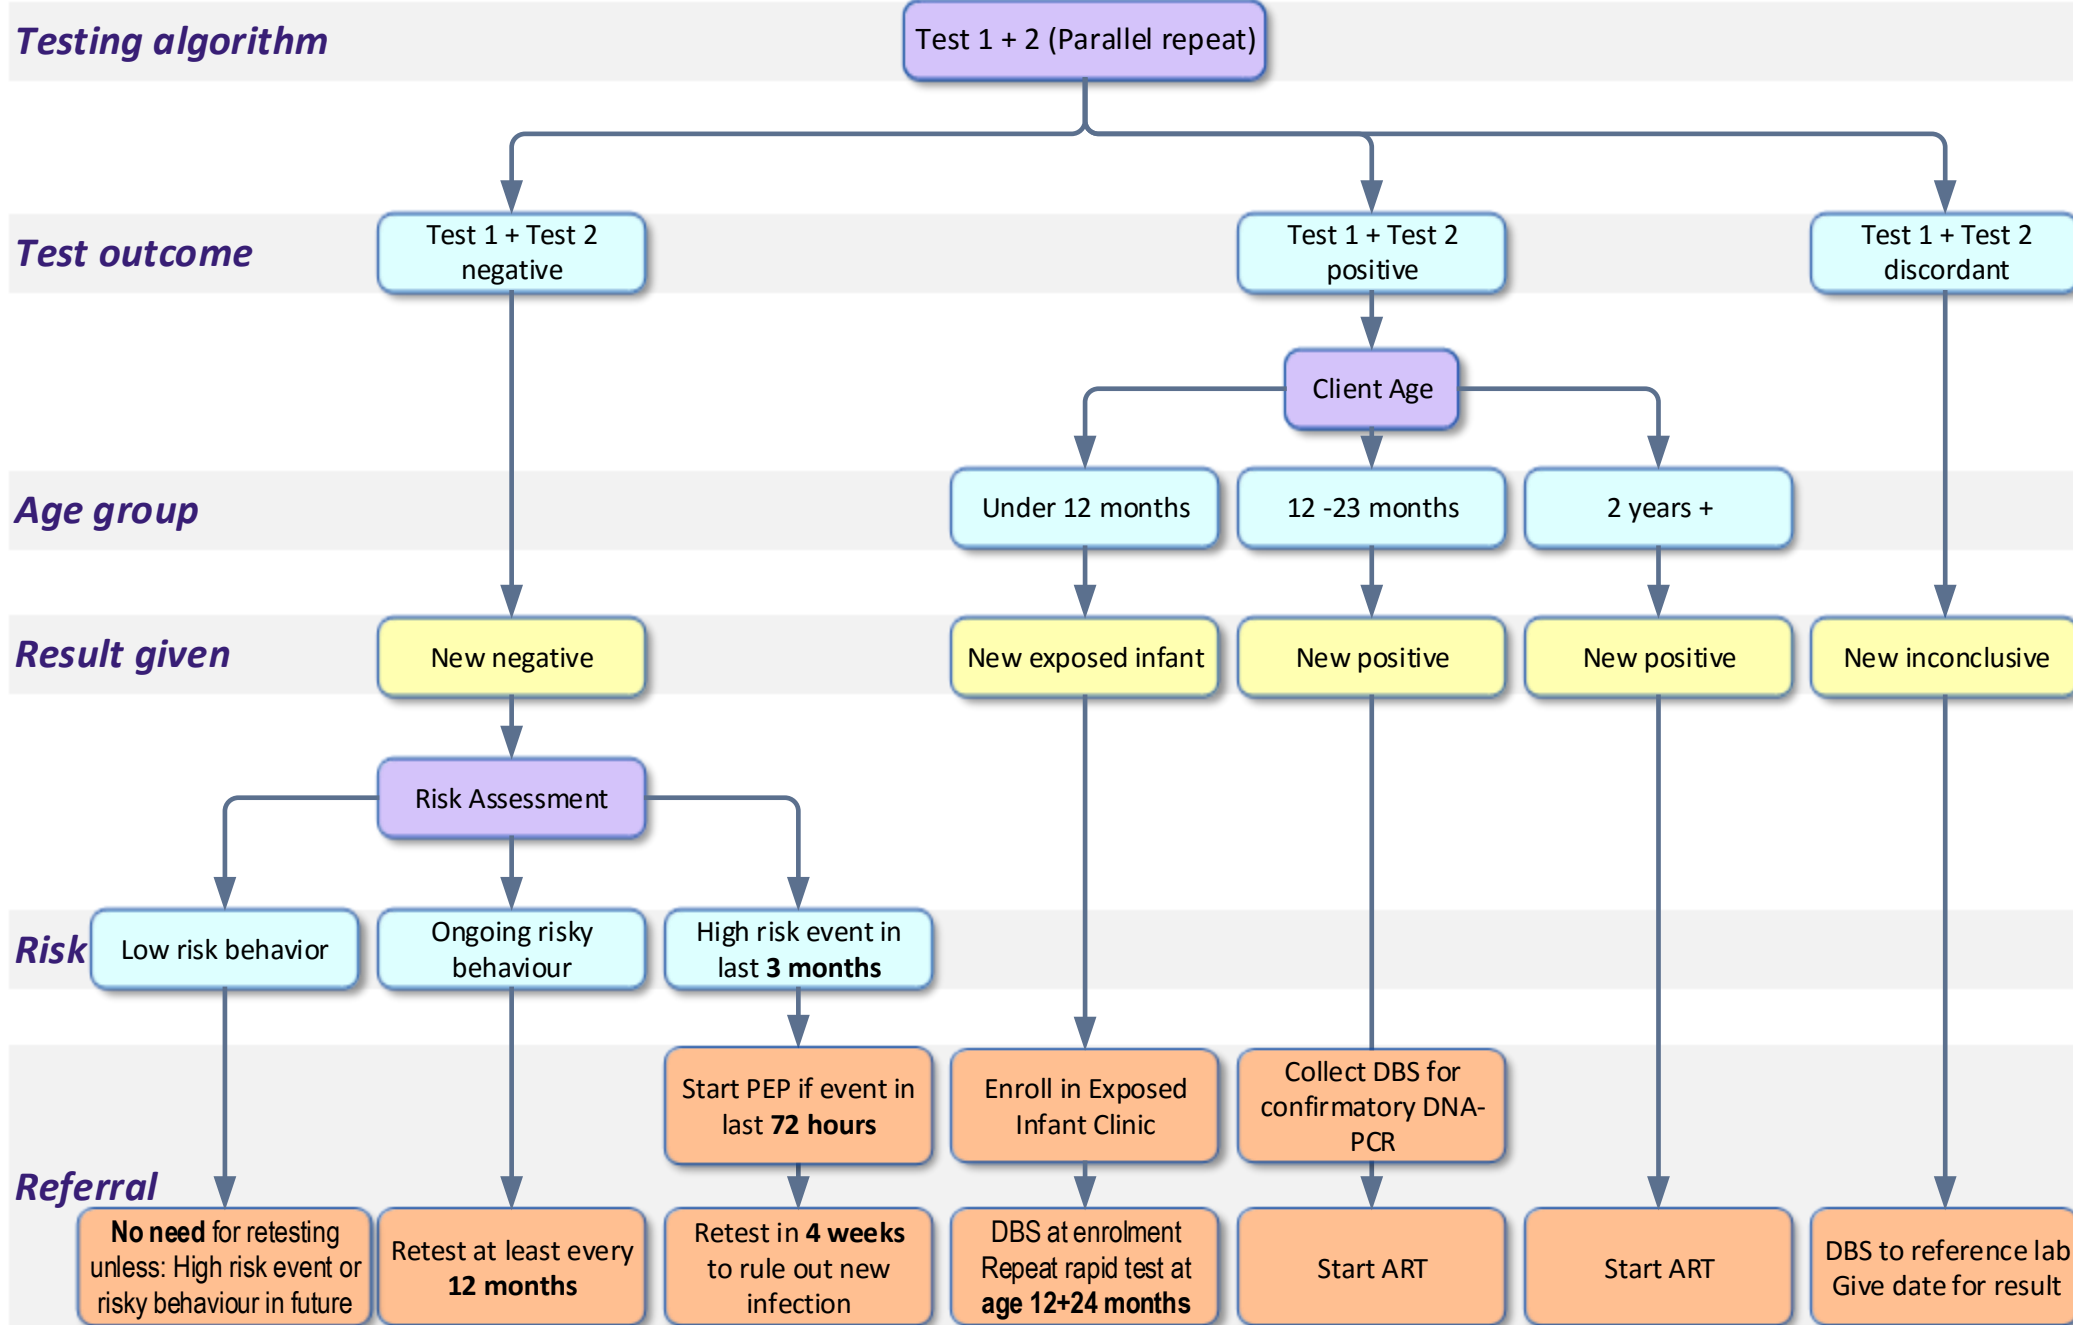 Testing algorithm
Test 1 + 2 (Parallel repeat)
Test outcome
Test 1 + Test 2
negative
Test 1 + Test 2
positive
Test 1 + Test 2
discordant
Client Age
Age group
Under 12 months
12 -23 months
2 years +
Result given
New negative
New exposed infant
New positive
New positive
New inconclusive
Risk Assessment
Risk
Low risk behavior
Ongoing risky
behaviour
High risk event in
last 3 months
Referral
Start PEP if event in
last 72 hours
Enroll in Exposed
Infant Clinic
Collect DBS for
confirmatory DNA-
PCR
No need for retesting
unless: High risk event or
risky behaviour in future
Retest at least every
12 months
Retest in 4 weeks
to rule out new
infection
DBS at enrolment
Repeat rapid test at
age 12+24 months
Start ART
Start ART
DBS to reference lab
Give date for result